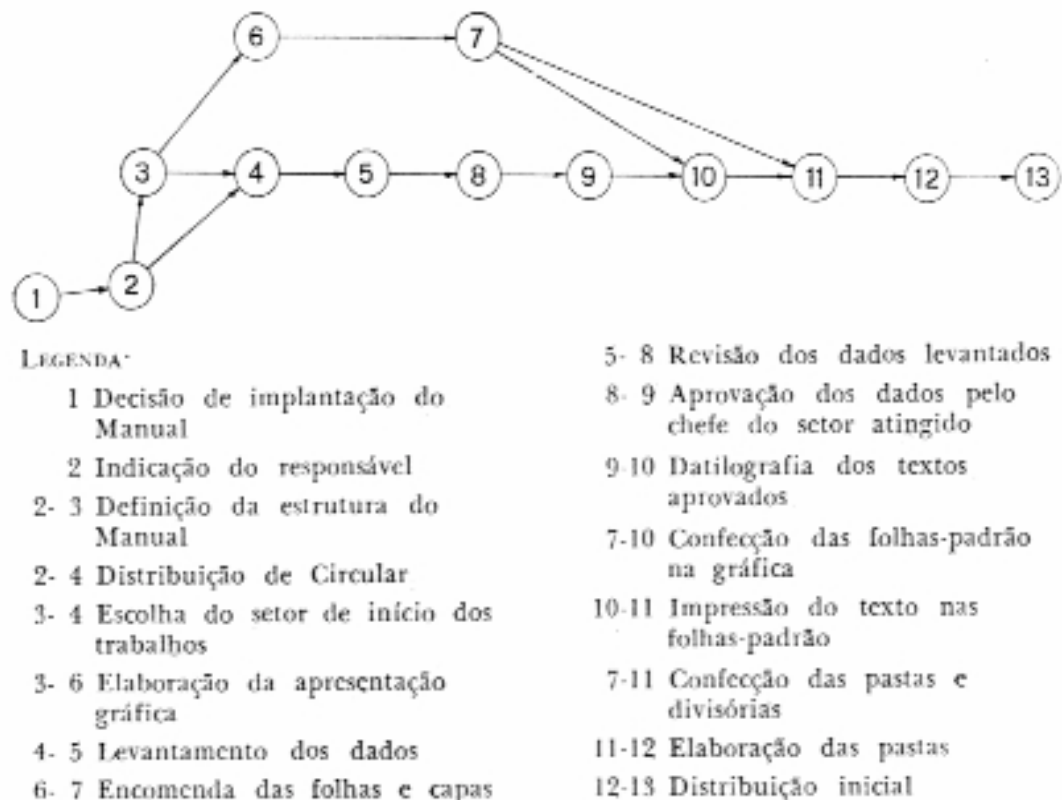 6
7
3
4
5
8
9
10
11
12
13
2
1
LEGENDA·
1 Decisão de implantação do
Manual
2 Indicação do responsável
2- 3 Definição da estrutura do
Manual
2- 4 Distribuição de Circular
3- 4 Escolha do setor de início dos
trabalhos
3- 6 Elaboração da apresentação
gráfica
4- 5 Levantamento dos dados
6- 7 Encomenda das folhas e capas
5- 8 Revisão dos dados levantados
8- 9 Aprovação dos dados pelo
chefe do setor atingido
9-10 Datilografia dos textos
aprovados
7-10 Confecção das folhas-padrão
na gráfica
10-11 Impressão do texto nas
folhas-padrão
7-11 Confecção das pastas e
divisórias
11-12 Elaboração das pastas
12-13 Distribuição inicial